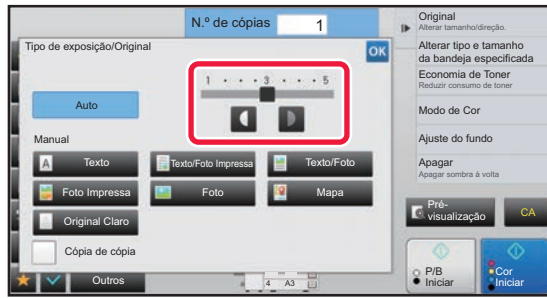 N.º de cópias
1
Original
Alterar tamanho/direção.
Tipo de exposição/Original
OK
Alterar tipo e tamanho
da bandeja especificada
1 • • • 3 • • • 5
Economia de Toner
Reduzir consumo de toner
Auto
Modo de Cor
Manual
Ajuste do fundo
A Texto
Texto/Foto Impressa
Texto/Foto
Apagar
Apagar sombra à volta
Foto Impressa
Foto
Mapa
Original Claro
Pré-
visualização
CA
Cópia de cópia
P/B
Iniciar
Cor
Iniciar
Outros
4 A3